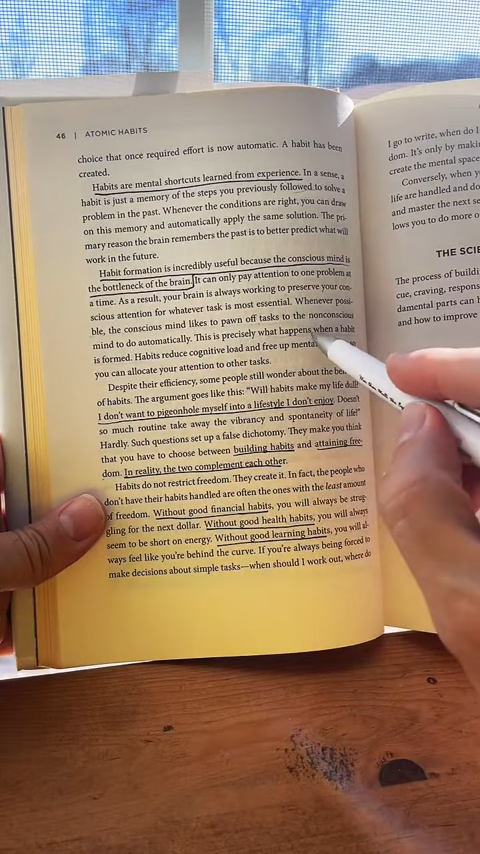 46 | ATOMIC HABITS
choice that once required effort is now automatic. A habit has been
created.
Habits are mental shortcuts learned from experience. In a sense, a
habit is just a memory of the steps you previously followed to solve a
problem in the past. Whenever the conditions are right, you can draw
on this memory and automatically apply the same solution. The pri-
mary reason the brain remembers the past is to better predict what will
work in the future.
Habit formation is incredibly useful because the conscious mind is
the bottleneck of the brain. It can only pay attention to one problem at
a time. As a result, your brain is always working to preserve your con-
scious attention for whatever task is most essential. Whenever possi-
ble, the conscious mind likes to pawn off tasks to the nonconscious
mind to do automatically. This is precisely what happens when a habit
is formed. Habits reduce cognitive load and free up mental
you can allocate your attention to other tasks.
Despite their efficiency, some people still wonder about the
of habits. The argument goes like this: "Will habits make my life dull?
I don't want to pigeonhole myself into a lifestyle I don't enjoy. Doesn't
so much routine take away the vibrancy and spontaneity of life?"
Hardly. Such questions set up a false dichotomy. They make you think
that you have to choose between building habits and attaining free-
dom. In reality, the two complement each other.
Habits do not restrict freedom. They create it. In fact, the people who
don't have their habits handled are often the ones with the least amount
of freedom. Without good financial habits, you will always be strug-
gling for the next dollar. Without good health habits, you will always
seem to be short on energy. Without good learning habits, you will al-
ways feel like you're behind the curve. If you're always being forced to
make decisions about simple tasks—when should I work out, where do
I go to write, when do I
dom. It's only by makin
create the mental space
Conversely, when y
life are handled and do
and master the next se
lows you to do more o
THE SCIE
The process of buildi
cue, craving, respons
damental parts can h
and how to improve